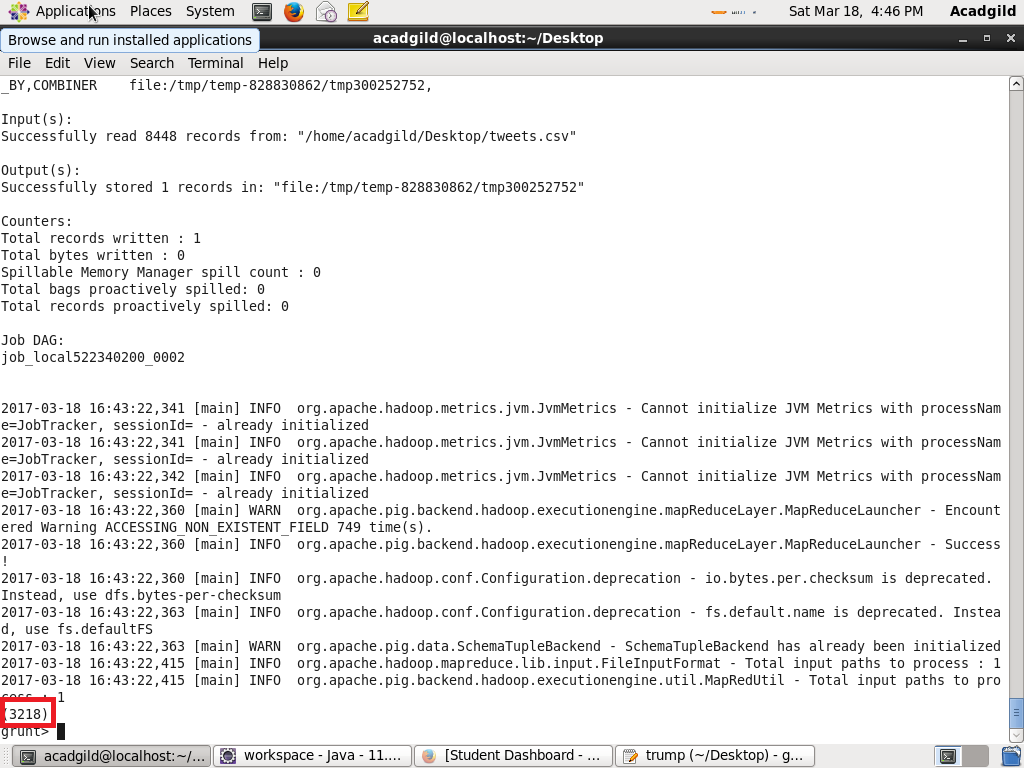 Applications Places System Sat Mar 18, 4:46 PM Acadgild
Browse and run installed applications
acadgild@localhost:~/Desktop
File Edit View Search Terminal Help
_BY,COMBINER    file:/tmp/temp-828830862/tmp300252752,
Input(s):
Successfully read 8448 records from: "/home/acadgild/Desktop/tweets.csv"
Output(s):
Successfully stored 1 records in: "file:/tmp/temp-828830862/tmp300252752"
Counters:
Total records written : 1
Total bytes written : 0
Spillable Memory Manager spill count : 0
Total bags proactively spilled: 0
Total records proactively spilled: 0
Job DAG:
job_local522340200_0002
2017-03-18 16:43:22,341 [main] INFO  org.apache.hadoop.metrics.jvm.JvmMetrics - Cannot initialize JVM Metrics with processNam
e=JobTracker, sessionId= - already initialized
2017-03-18 16:43:22,341 [main] INFO  org.apache.hadoop.metrics.jvm.JvmMetrics - Cannot initialize JVM Metrics with processNam
e=JobTracker, sessionId= - already initialized
2017-03-18 16:43:22,342 [main] INFO  org.apache.hadoop.metrics.jvm.JvmMetrics - Cannot initialize JVM Metrics with processNam
e=JobTracker, sessionId= - already initialized
2017-03-18 16:43:22,360 [main] WARN  org.apache.pig.backend.hadoop.executionengine.mapReduceLayer.MapReduceLauncher - Encount
ered Warning ACCESSING_NON_EXISTENT_FIELD 749 time(s).
2017-03-18 16:43:22,360 [main] INFO  org.apache.pig.backend.hadoop.executionengine.mapReduceLayer.MapReduceLauncher - Success
!
2017-03-18 16:43:22,360 [main] INFO  org.apache.hadoop.conf.Configuration.deprecation - io.bytes.per.checksum is deprecated.
Instead, use dfs.bytes-per-checksum
2017-03-18 16:43:22,363 [main] INFO  org.apache.hadoop.conf.Configuration.deprecation - fs.default.name is deprecated. Instea
d, use fs.defaultFS
2017-03-18 16:43:22,363 [main] WARN  org.apache.pig.data.SchemaTupleBackend - SchemaTupleBackend has already been initialized
2017-03-18 16:43:22,415 [main] INFO  org.apache.hadoop.mapreduce.lib.input.FileInputFormat - Total input paths to process : 1
2017-03-18 16:43:22,415 [main] INFO  org.apache.pig.backend.hadoop.executionengine.util.MapRedUtil - Total input paths to pro
cess : 1
(3218)
grunt>
acadgild@localhost:~/... workspace - Java - 11.... [Student Dashboard - ... trump (~/Desktop) - g...